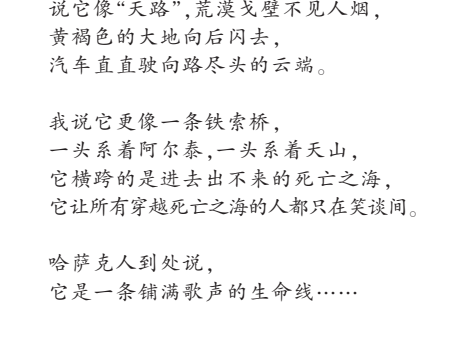 说它像“天路”,荒漠戈壁不见人烟,
黄褐色的大地向后闪去,
汽车直直驶向路尽头的云端。
我说它更像一条铁索桥,
一头系着阿尔泰,一头系着天山,
它横跨的是进去出不来的死亡之海,
它让所有穿越死亡之海的人都只在笑谈间。
哈萨克人到处说,
它是一条铺满歌声的生命线……